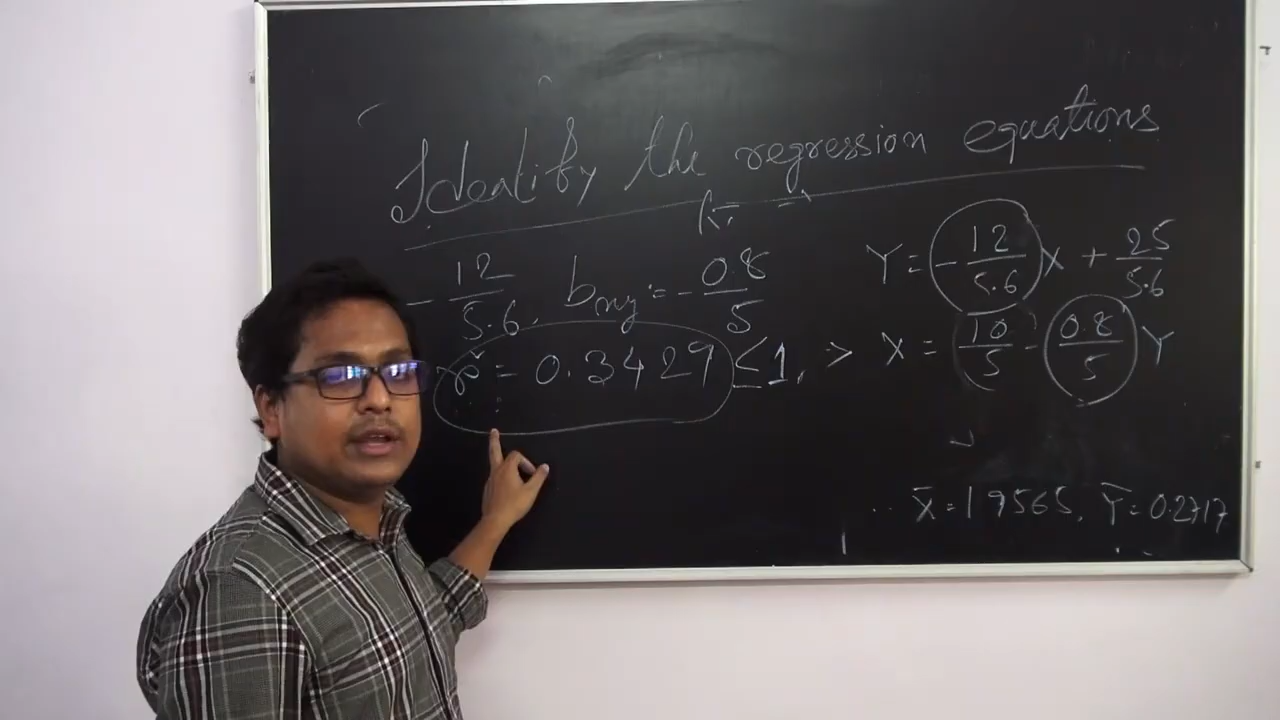 Identify the regression equations
- 12/5.6, bxy = - 0.8/5
r² = 0.3429 ≤ 1, >
Y = - 12/5.6 X + 25/5.6
X = 10/5 - 0.8/5 Y
X̄ = 1 9565, Ȳ = 0.2717